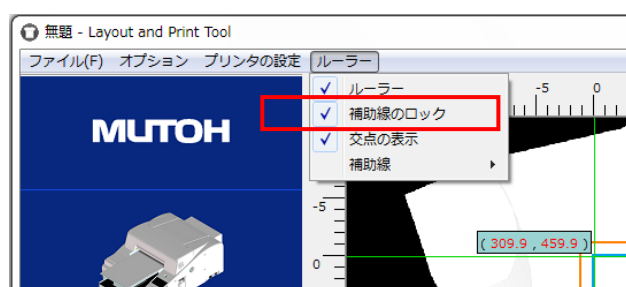 無題 - Layout and Print Tool
ファイル(F) オプション プリンタの設定 ルーラー
MUTOH
ルーラー
補助線のロック
交点の表示
補助線
-5 0
-5
( 309.9 , 459.9 )
0